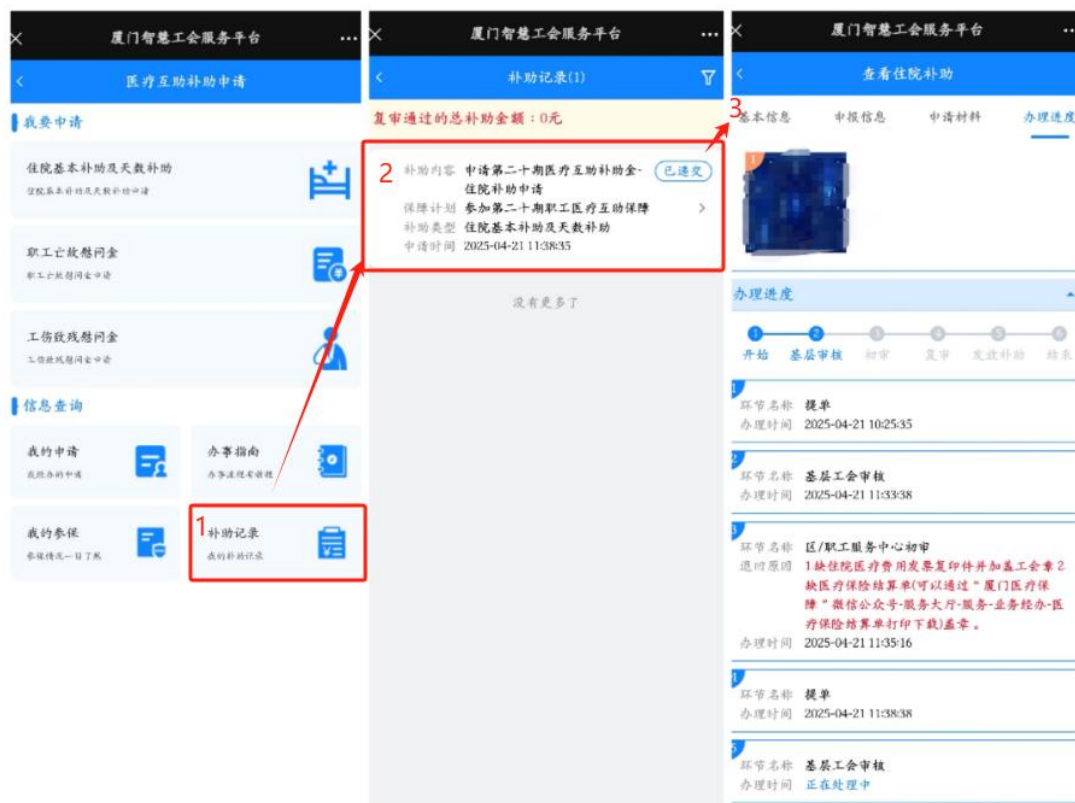 厦门智慧工会服务平台
医疗互助补助申请
我要申请
住院基本补助及天数补助
住院基本补助及天数补助申请
职工亡故慰问金
职工亡故慰问金申请
工伤致残慰问金
工伤致残慰问金申请
信息查询
我的申请
我经办的申请
办事指南
办事流程看很程
我的参保
参保情况一目了然
1
补助记录
我的补助记录
厦门智慧工会服务平台
补助记录(1)
复审通过的总补助金额：0元
2
补助内容 申请第二十期医疗互助补助金-
住院补助申请
已递交
保障计划 参加第二十期职工医疗互助保障
补助类型 住院基本补助及天数补助
申请时间 2025-04-21 11:38:35
没有更多了
厦门智慧工会服务平台
查看住院补助
3
基本信息 申报信息 申请材料 办理进度
1
办理进度
1 2 3 4 5 6
开始 基层审核 初审 复审 发放补助 结束
1
环节名称 提单
办理时间 2025-04-21 10:25:35
2
环节名称 基层工会审核
办理时间 2025-04-21 11:33:38
3
环节名称 区/职工服务中心初审
退回原因 1缺住院医疗费用发票复印件并加盖工会章2
缺医疗保险结算单(可以通过"厦门医疗保
障"微信公众号-服务大厅-服务-业务经办-医
疗保险结算单打印下载)盖章。
办理时间 2025-04-21 11:35:16
4
环节名称 提单
办理时间 2025-04-21 11:38:38
5
环节名称 基层工会审核
办理时间 正在处理中